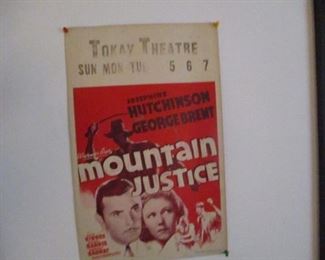 TOKAY THEATRE
SUN MON TUE 5 6 7
JOSEPHINE
HUTCHINSON
GEORGE BRENT
mountain
JUSTICE